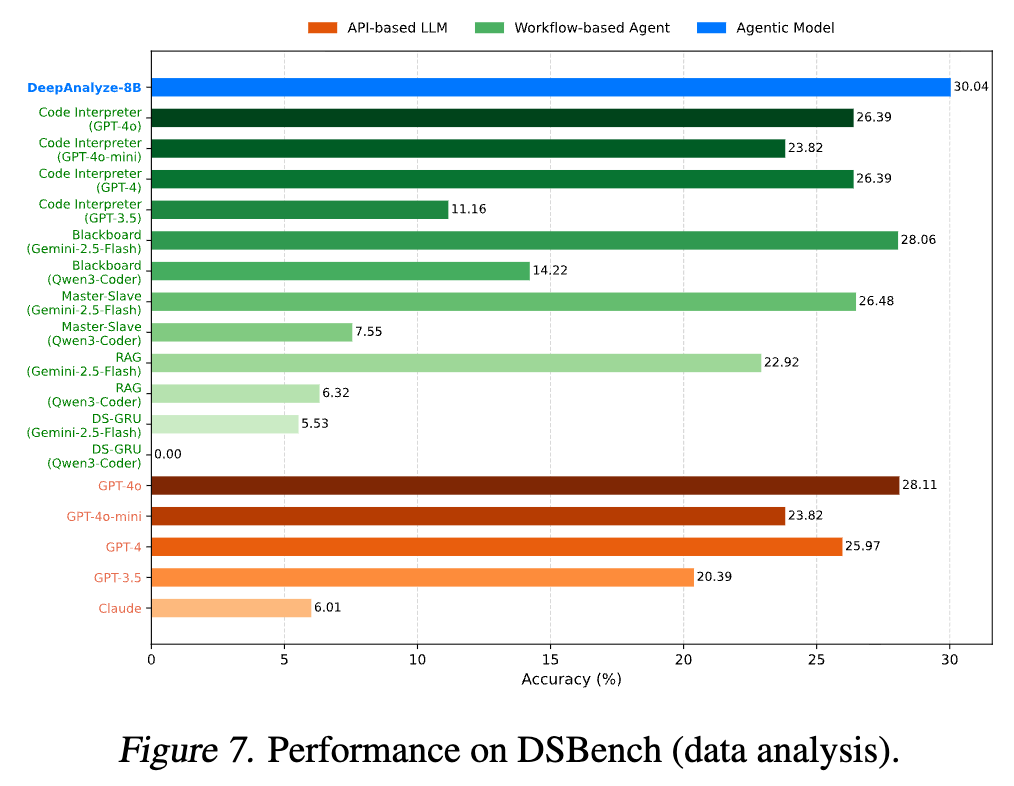 API-based LLM Workflow-based Agent Agentic Model
DeepAnalyze-8B 30.04
Code Interpreter
(GPT-4o) 26.39
Code Interpreter
(GPT-4o-mini) 23.82
Code Interpreter
(GPT-4) 26.39
Code Interpreter
(GPT-3.5) 11.16
Blackboard
(Gemini-2.5-Flash) 28.06
Blackboard
(Qwen3-Coder) 14.22
Master-Slave
(Gemini-2.5-Flash) 26.48
Master-Slave
(Qwen3-Coder) 7.55
RAG
(Gemini-2.5-Flash) 22.92
RAG
(Qwen3-Coder) 6.32
DS-GRU
(Gemini-2.5-Flash) 5.53
DS-GRU
(Qwen3-Coder) 0.00
GPT-4o 28.11
GPT-4o-mini 23.82
GPT-4 25.97
GPT-3.5 20.39
Claude 6.01
0 5 10 15 20 25 30
Accuracy (%)
Figure 7. Performance on DSBench (data analysis).